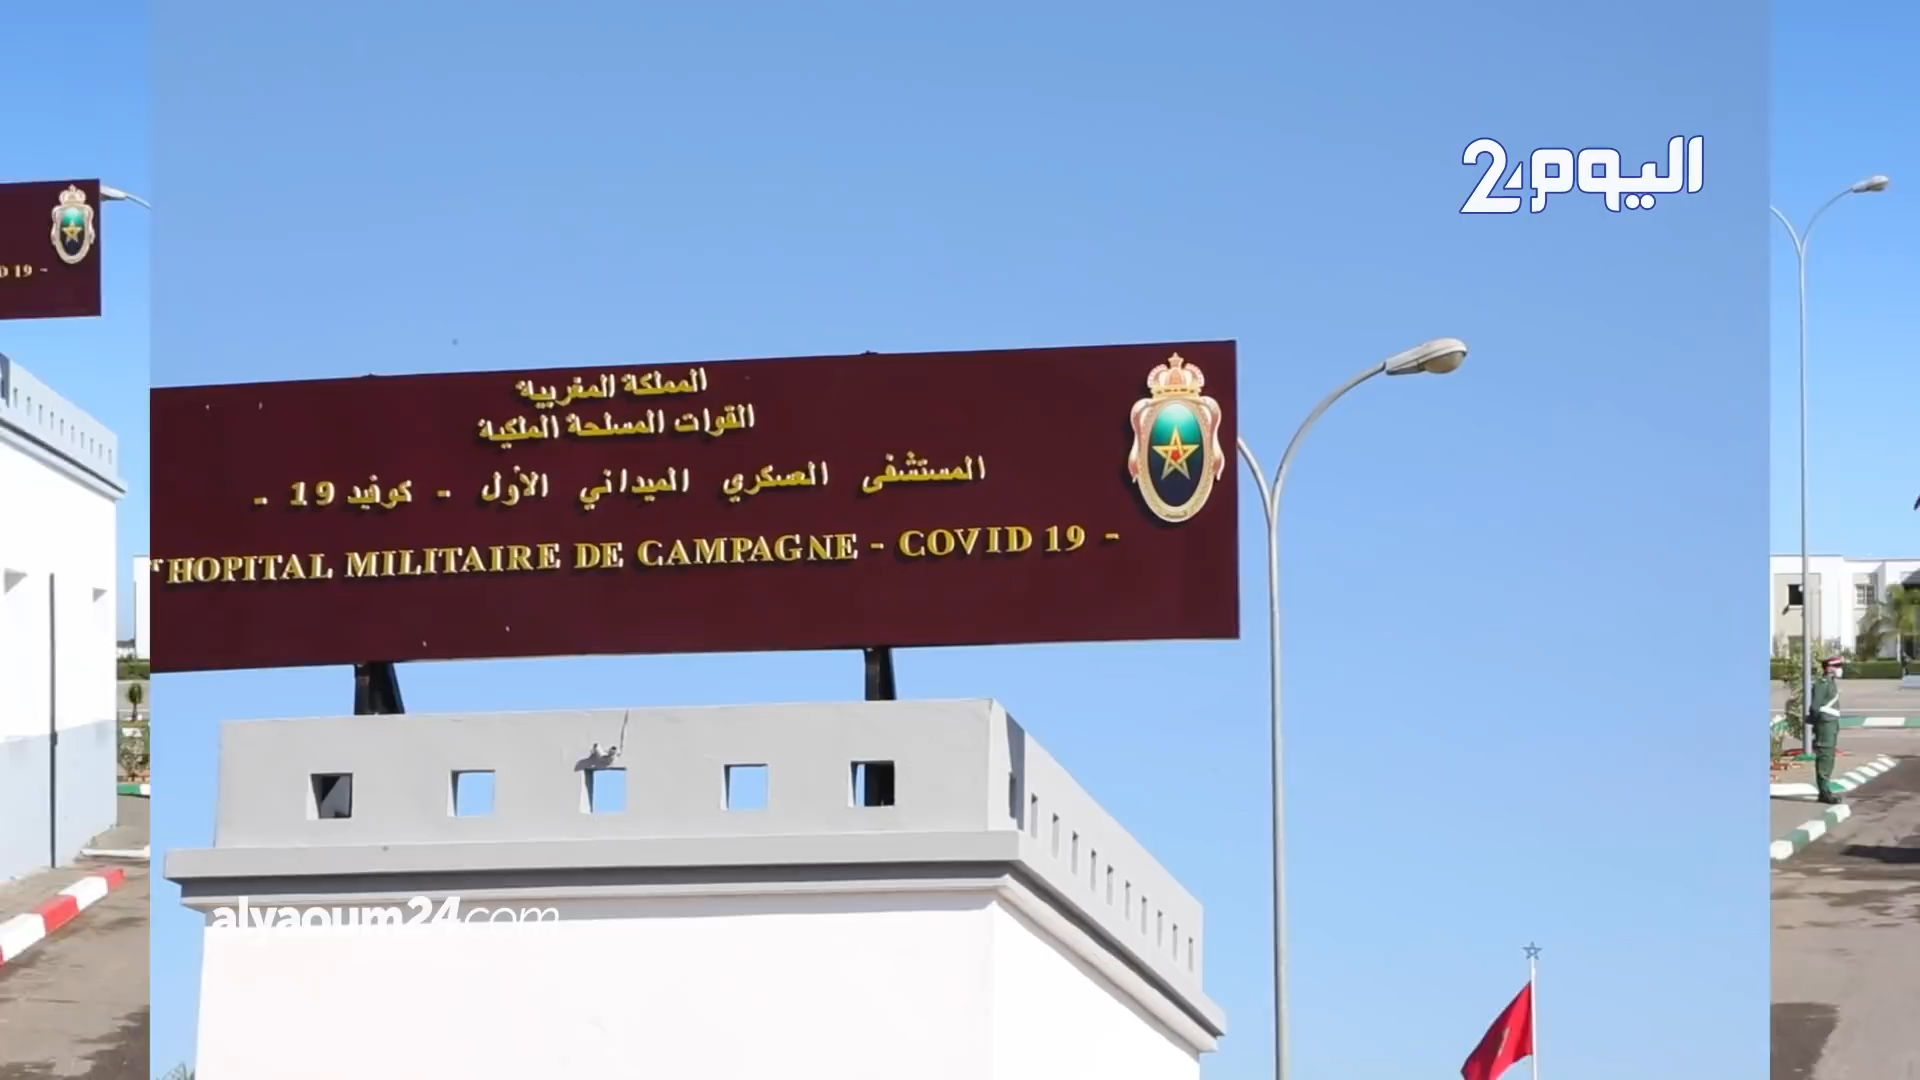 اليوم24
المملكة المغربية
القوات المسلحة الملكية
المستشفى العسكري الميداني الأول - كوفيد 19 -
HOPITAL MILITAIRE DE CAMPAGNE - COVID 19 -
D 19 -
alyaoum24.com